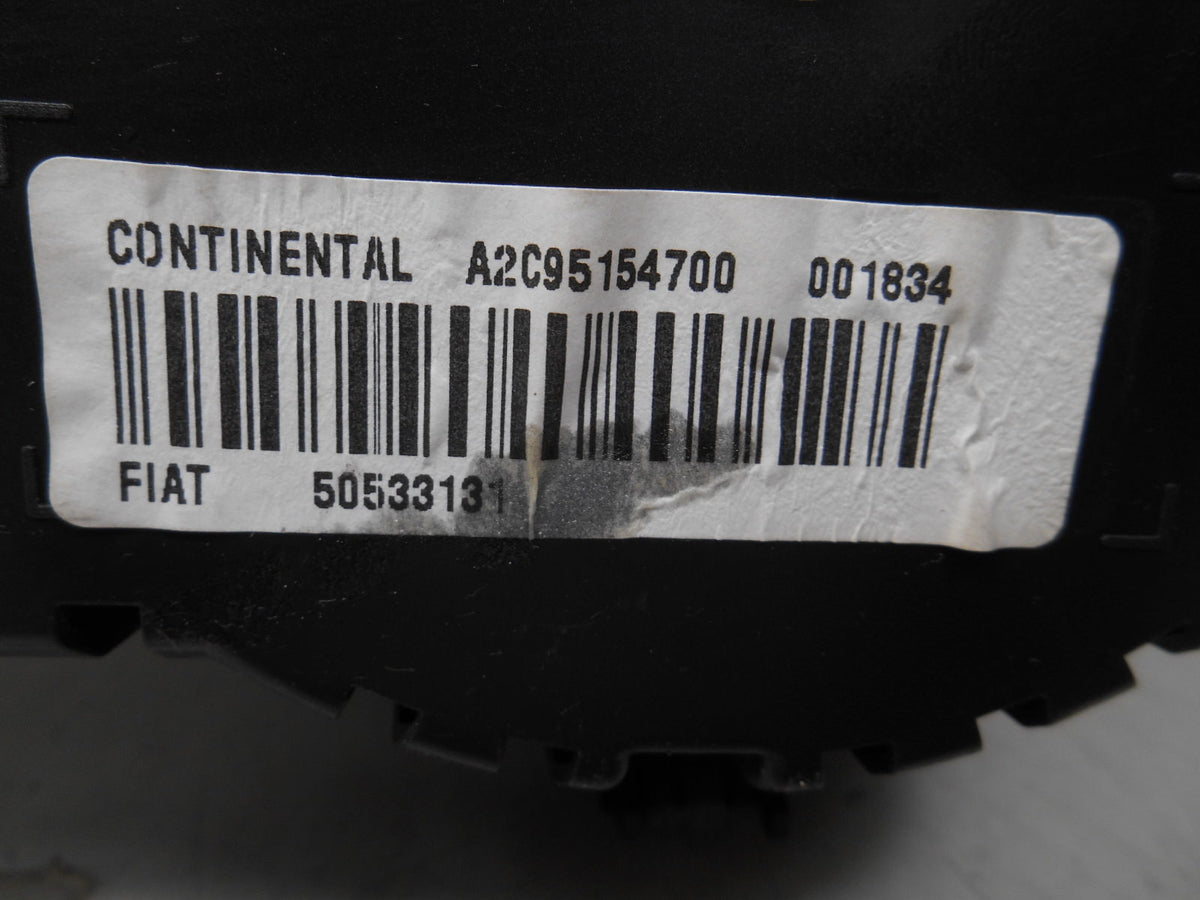 CONTINENTAL A2C95154700 001834
FIAT 50533131